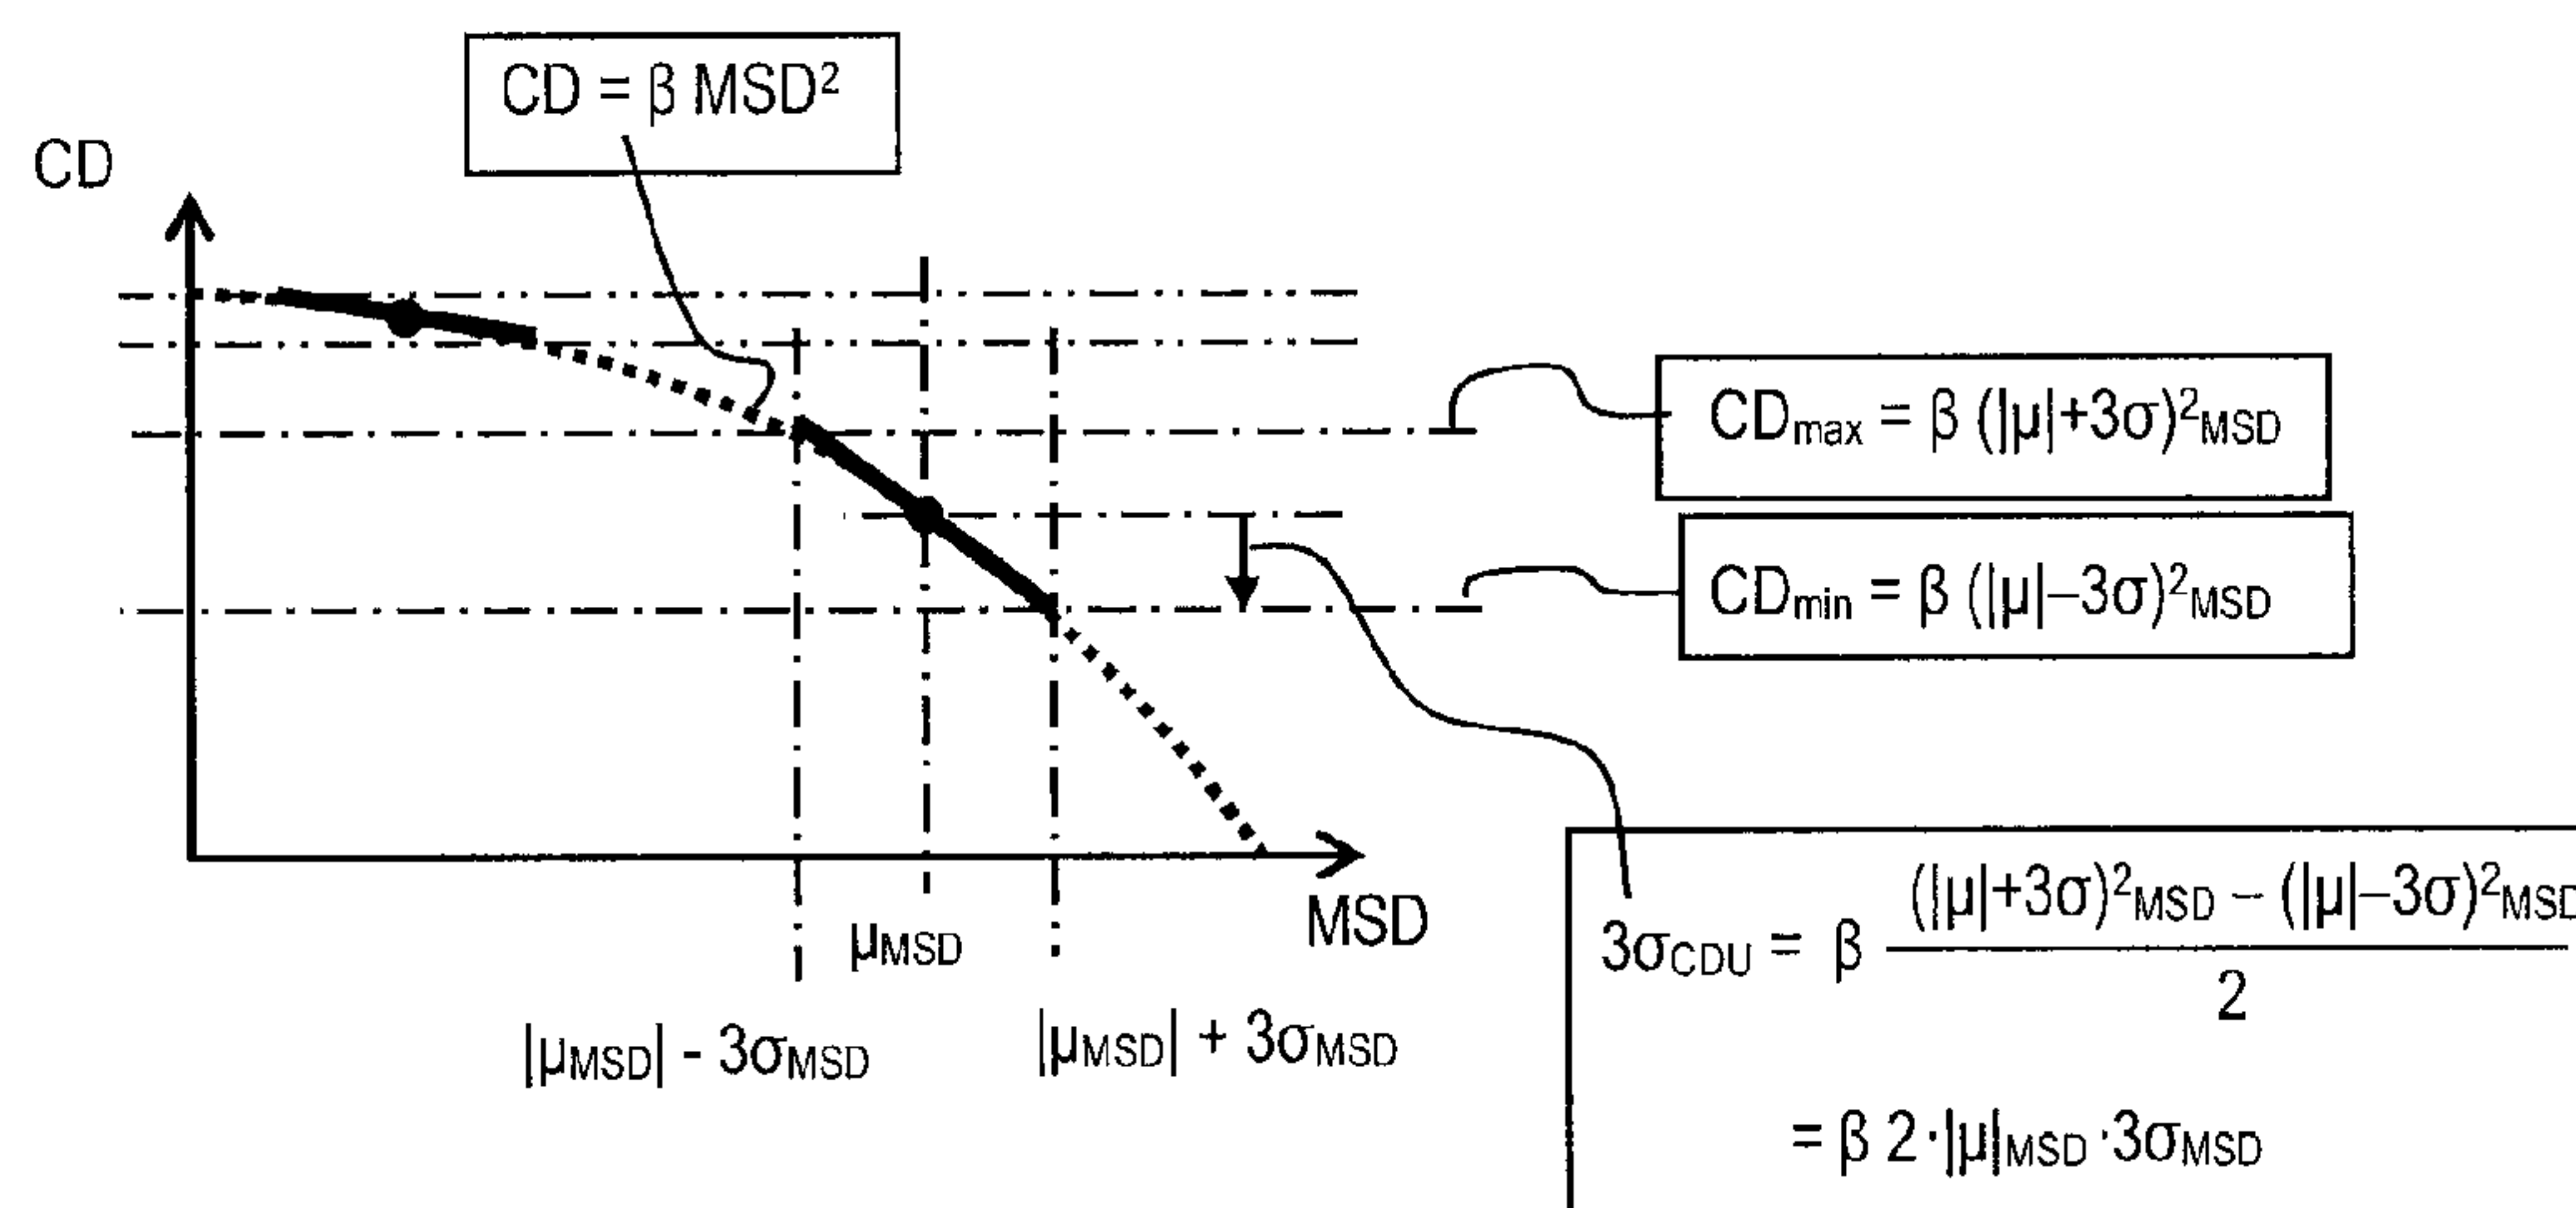 CD = β MSD²
CD
CDmax = β (|µ|+3σ)²MSD
CDmin = β (|µ|–3σ)²MSD
MSD
µMSD
|µMSD| - 3σMSD
|µMSD| + 3σMSD
3σCDU = β (|µ|+3σ)²MSD – (|µ|–3σ)²MSD
2
= β 2·|µ|MSD ·3σMSD